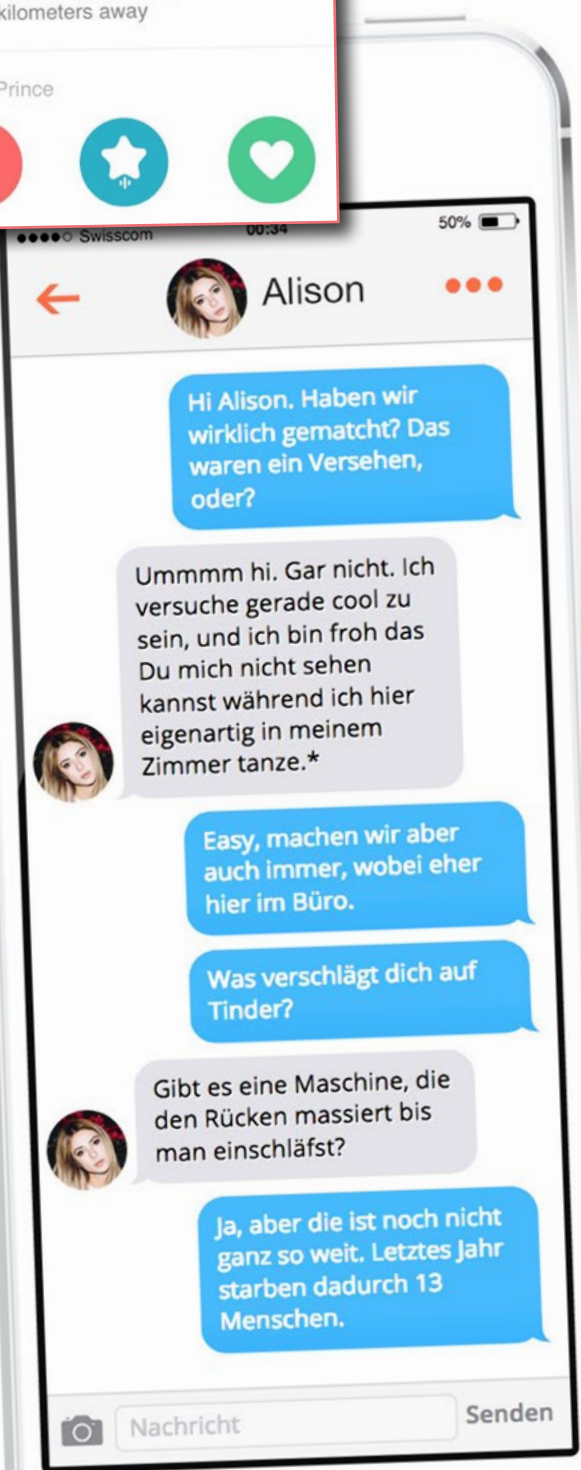 kilometers away
Prince
Swisscom
00:34
50%
Alison
Hi Alison. Haben wir
wirklich gematcht? Das
waren ein Versehen,
oder?
Ummmm hi. Gar nicht. Ich
versuche gerade cool zu
sein, und ich bin froh das
Du mich nicht sehen
kannst während ich hier
eigenartig in meinem
Zimmer tanze.*
Easy, machen wir aber
auch immer, wobei eher
hier im Büro.
Was verschlägt dich auf
Tinder?
Gibt es eine Maschine, die
den Rücken massiert bis
man einschläfst?
Ja, aber die ist noch nicht
ganz so weit. Letztes Jahr
starben dadurch 13
Menschen.
Nachricht
Senden